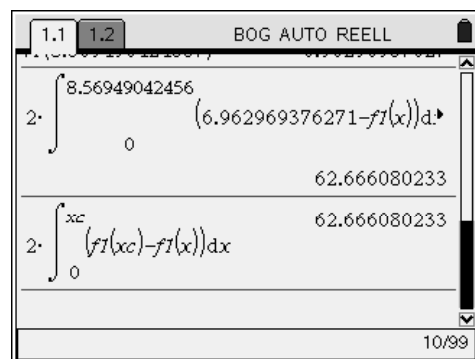 1.1 1.2 BOG AUTO REELL
2· ∫ 8.56949042456 0 (6.962969376271-f1(x))d:▸
62.666080233
2· ∫ xc 0 (f1(xc)-f1(x))dx 62.666080233
10/99